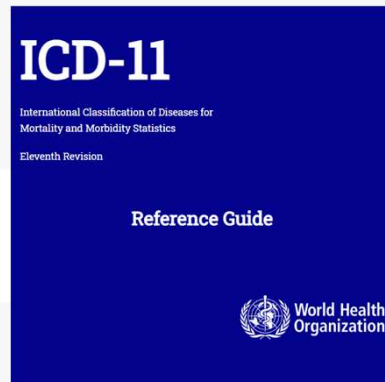 ICD-11
International Classification of Diseases for
Mortality and Morbidity Statistics
Eleventh Revision
Reference Guide
World Health
Organization